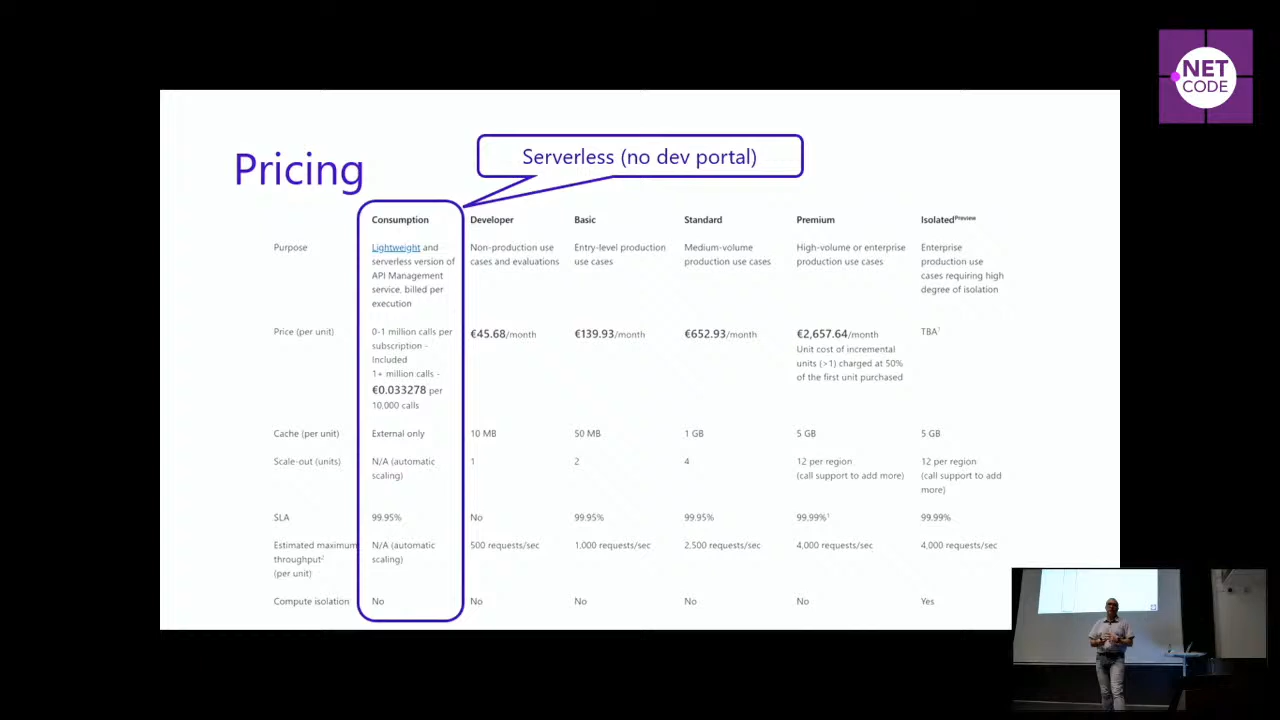 NET
CODE
Serverless (no dev portal)
Pricing
Consumption Developer Basic Standard Premium Isolated Preview
Purpose
Lightweight and
serverless version of
API Management
service, billed per
execution
Non-production use
cases and evaluations
Entry-level production
use cases
Medium-volume
production use cases
High-volume or enterprise
production use cases
Enterprise
production use
cases requiring high
degree of isolation
Price (per unit)
0-1 million calls per
subscription -
Included
1+ million calls -
€0.033278 per
10,000 calls
€45.68/month
€139.93/month
€652.93/month
€2,657.64/month
Unit cost of incremental
units (>1) charged at 50%
of the first unit purchased
TBA¹
Cache (per unit) External only 10 MB 50 MB 1 GB 5 GB 5 GB
Scale-out (units)
N/A (automatic
scaling)
1
2
4
12 per region
(call support to add more)
12 per region
(call support to add
more)
SLA 99.95% No 99.95% 99.95% 99.99%¹ 99.99%
Estimated maximum
throughput²
(per unit)
N/A (automatic
scaling)
500 requests/sec
1,000 requests/sec
2,500 requests/sec
4,000 requests/sec
4,000 requests/sec
Compute isolation No No No No No Yes